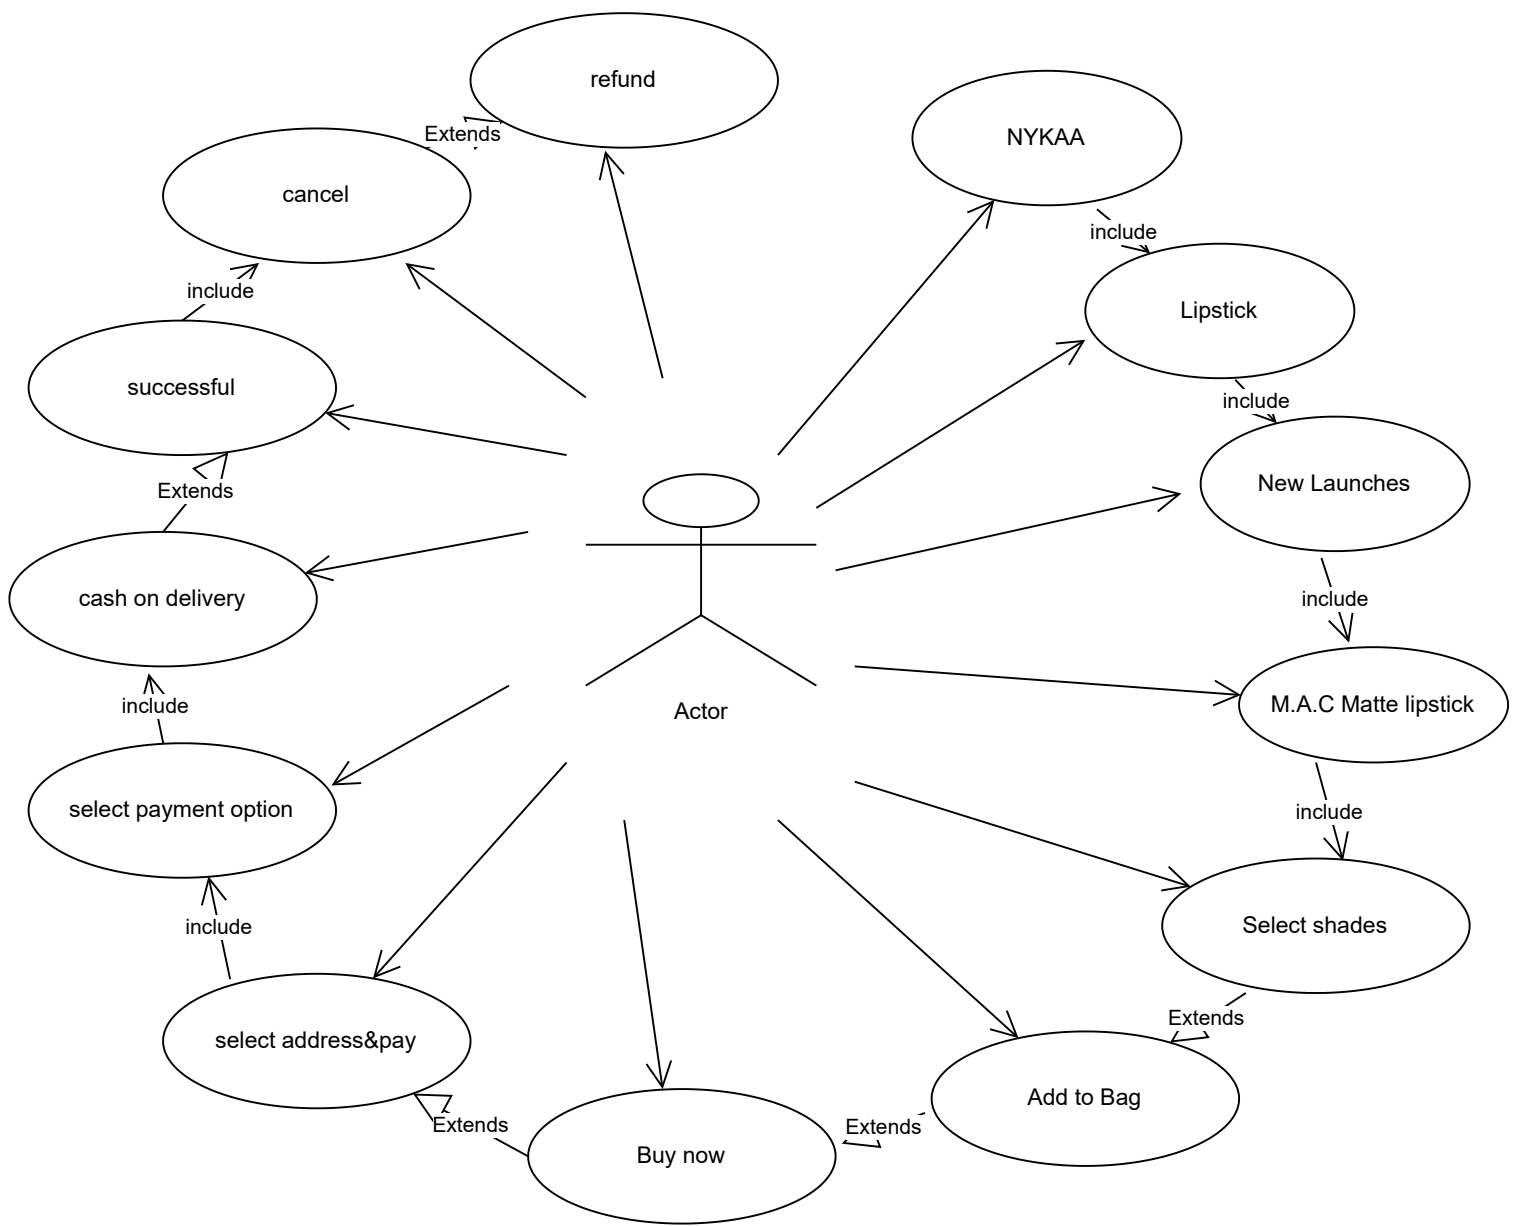 refund
NYKAA
Extends
cancel
include
include
Lipstick
successful
include
New Launches
Extends
cash on delivery
include
include
M.A.C Matte lipstick
Actor
select payment option
include
include
Select shades
select address&pay
Extends
Add to Bag
Extends
Extends
Buy now